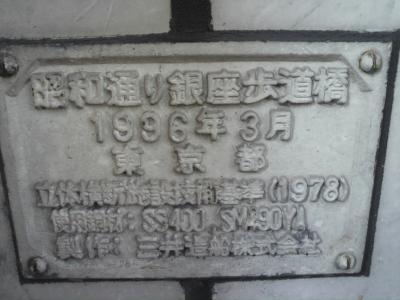 昭和通り銀座歩道橋
1996年3月
東京都
立体横断施設技術基準(1978)
使用鋼材: SS400, SM490YA
製作: 三井造船株式会社